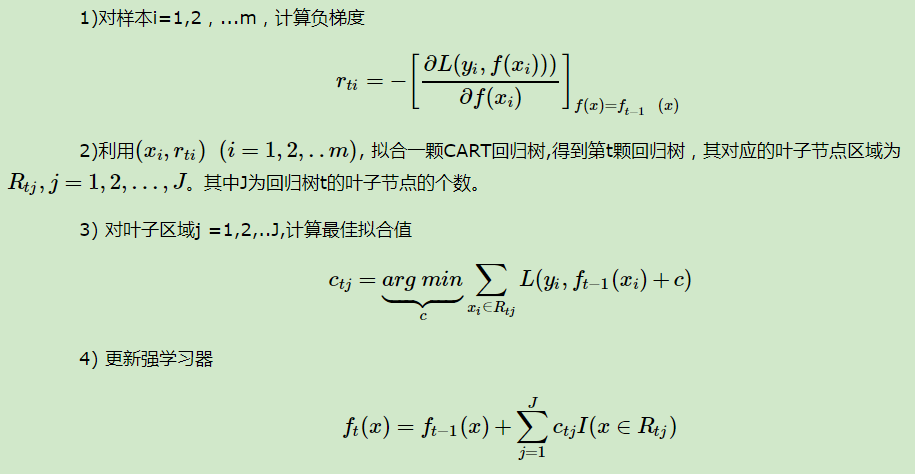 1)对样本i=1,2，...m，计算负梯度
r_{ti} = -\left[\frac{\partial L(y_i, f(x_i)))}{\partial f(x_i)}\right]_{f(x)=f_{t-1}\ (x)}
2)利用(x_i, r_{ti}) (i = 1, 2, . . m), 拟合一颗CART回归树,得到第t颗回归树，其对应的叶子节点区域为
R_{tj}, j = 1, 2, . . . , J。其中J为回归树t的叶子节点的个数。
3) 对叶子区域j =1,2,..J,计算最佳拟合值
c_{tj} = \underbrace{arg\ min}_{c} \sum_{x_i \in R_{tj}} L(y_i, f_{t-1}(x_i) + c)
4) 更新强学习器
f_t(x) = f_{t-1}(x) + \sum_{j=1}^{J} c_{tj} I(x \in R_{tj})